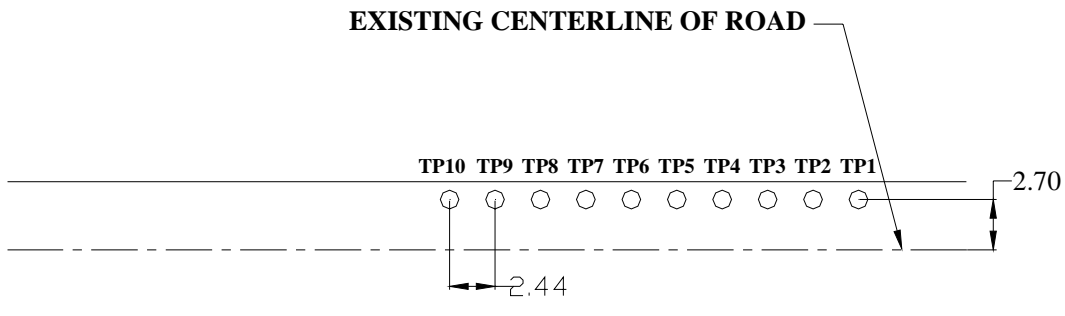 EXISTING CENTERLINE OF ROAD
TP10 TP9 TP8 TP7 TP6 TP5 TP4 TP3 TP2 TP1
2.70
2.44